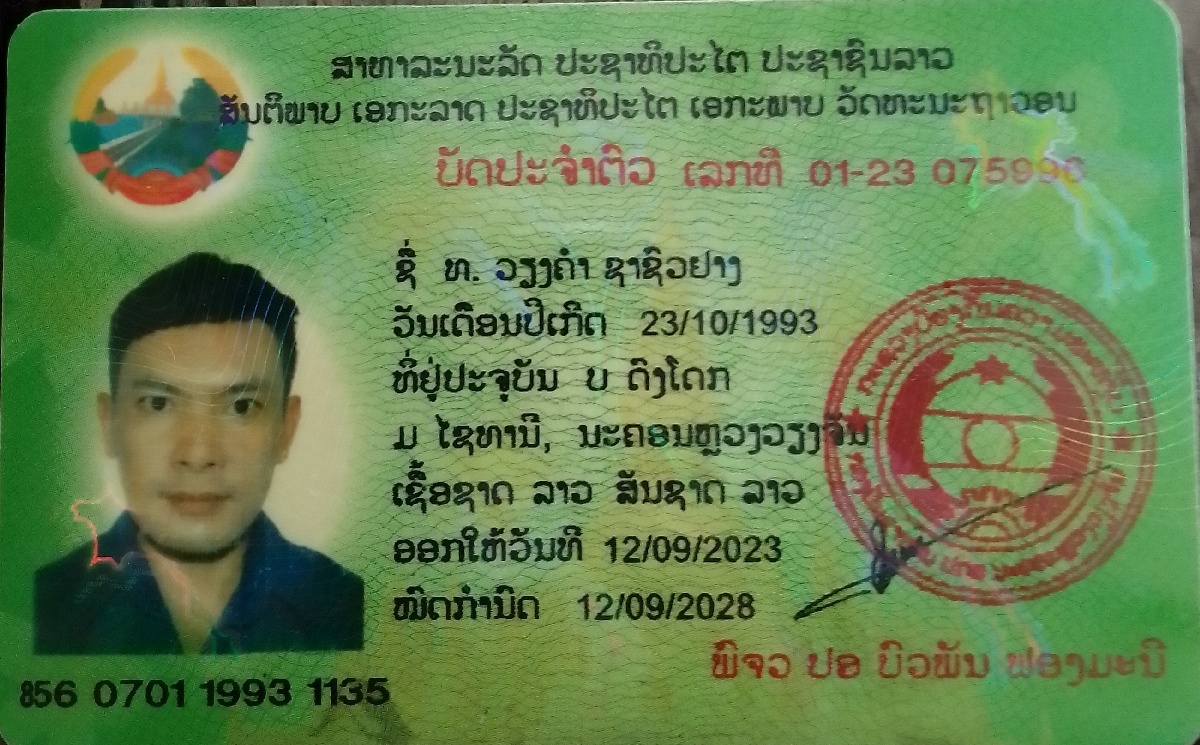 ສາທາລະນະລັດ ປະຊາທິປະໄຕ ປະຊາຊົນລາວ
ສັນຕິພາບ ເອກະລາດ ປະຊາທິປະໄຕ ເອກະພາບ ວັດທະນະຖາວອນ
ບັດປະຈຳຕົວ ເລກທີ 01-23 075996
ຊື່ ທ. ວຽງຄຳ ຊາຊົວຢາງ
ວັນເດືອນປີເກີດ 23/10/1993
ທີ່ຢູ່ປະຈຸບັນ ບ ດົງໂດກ
ມ ໄຊທານີ, ນະຄອນຫຼວງວຽງຈັນ
ເຊື້ອຊາດ ລາວ ສັນຊາດ ລາວ
ອອກໃຫ້ວັນທີ 12/09/2023
ໝົດກຳນົດ 12/09/2028
ພົຈວ ປອ ບົວພັນ ຟອງມະນີ
856 0701 1993 1135